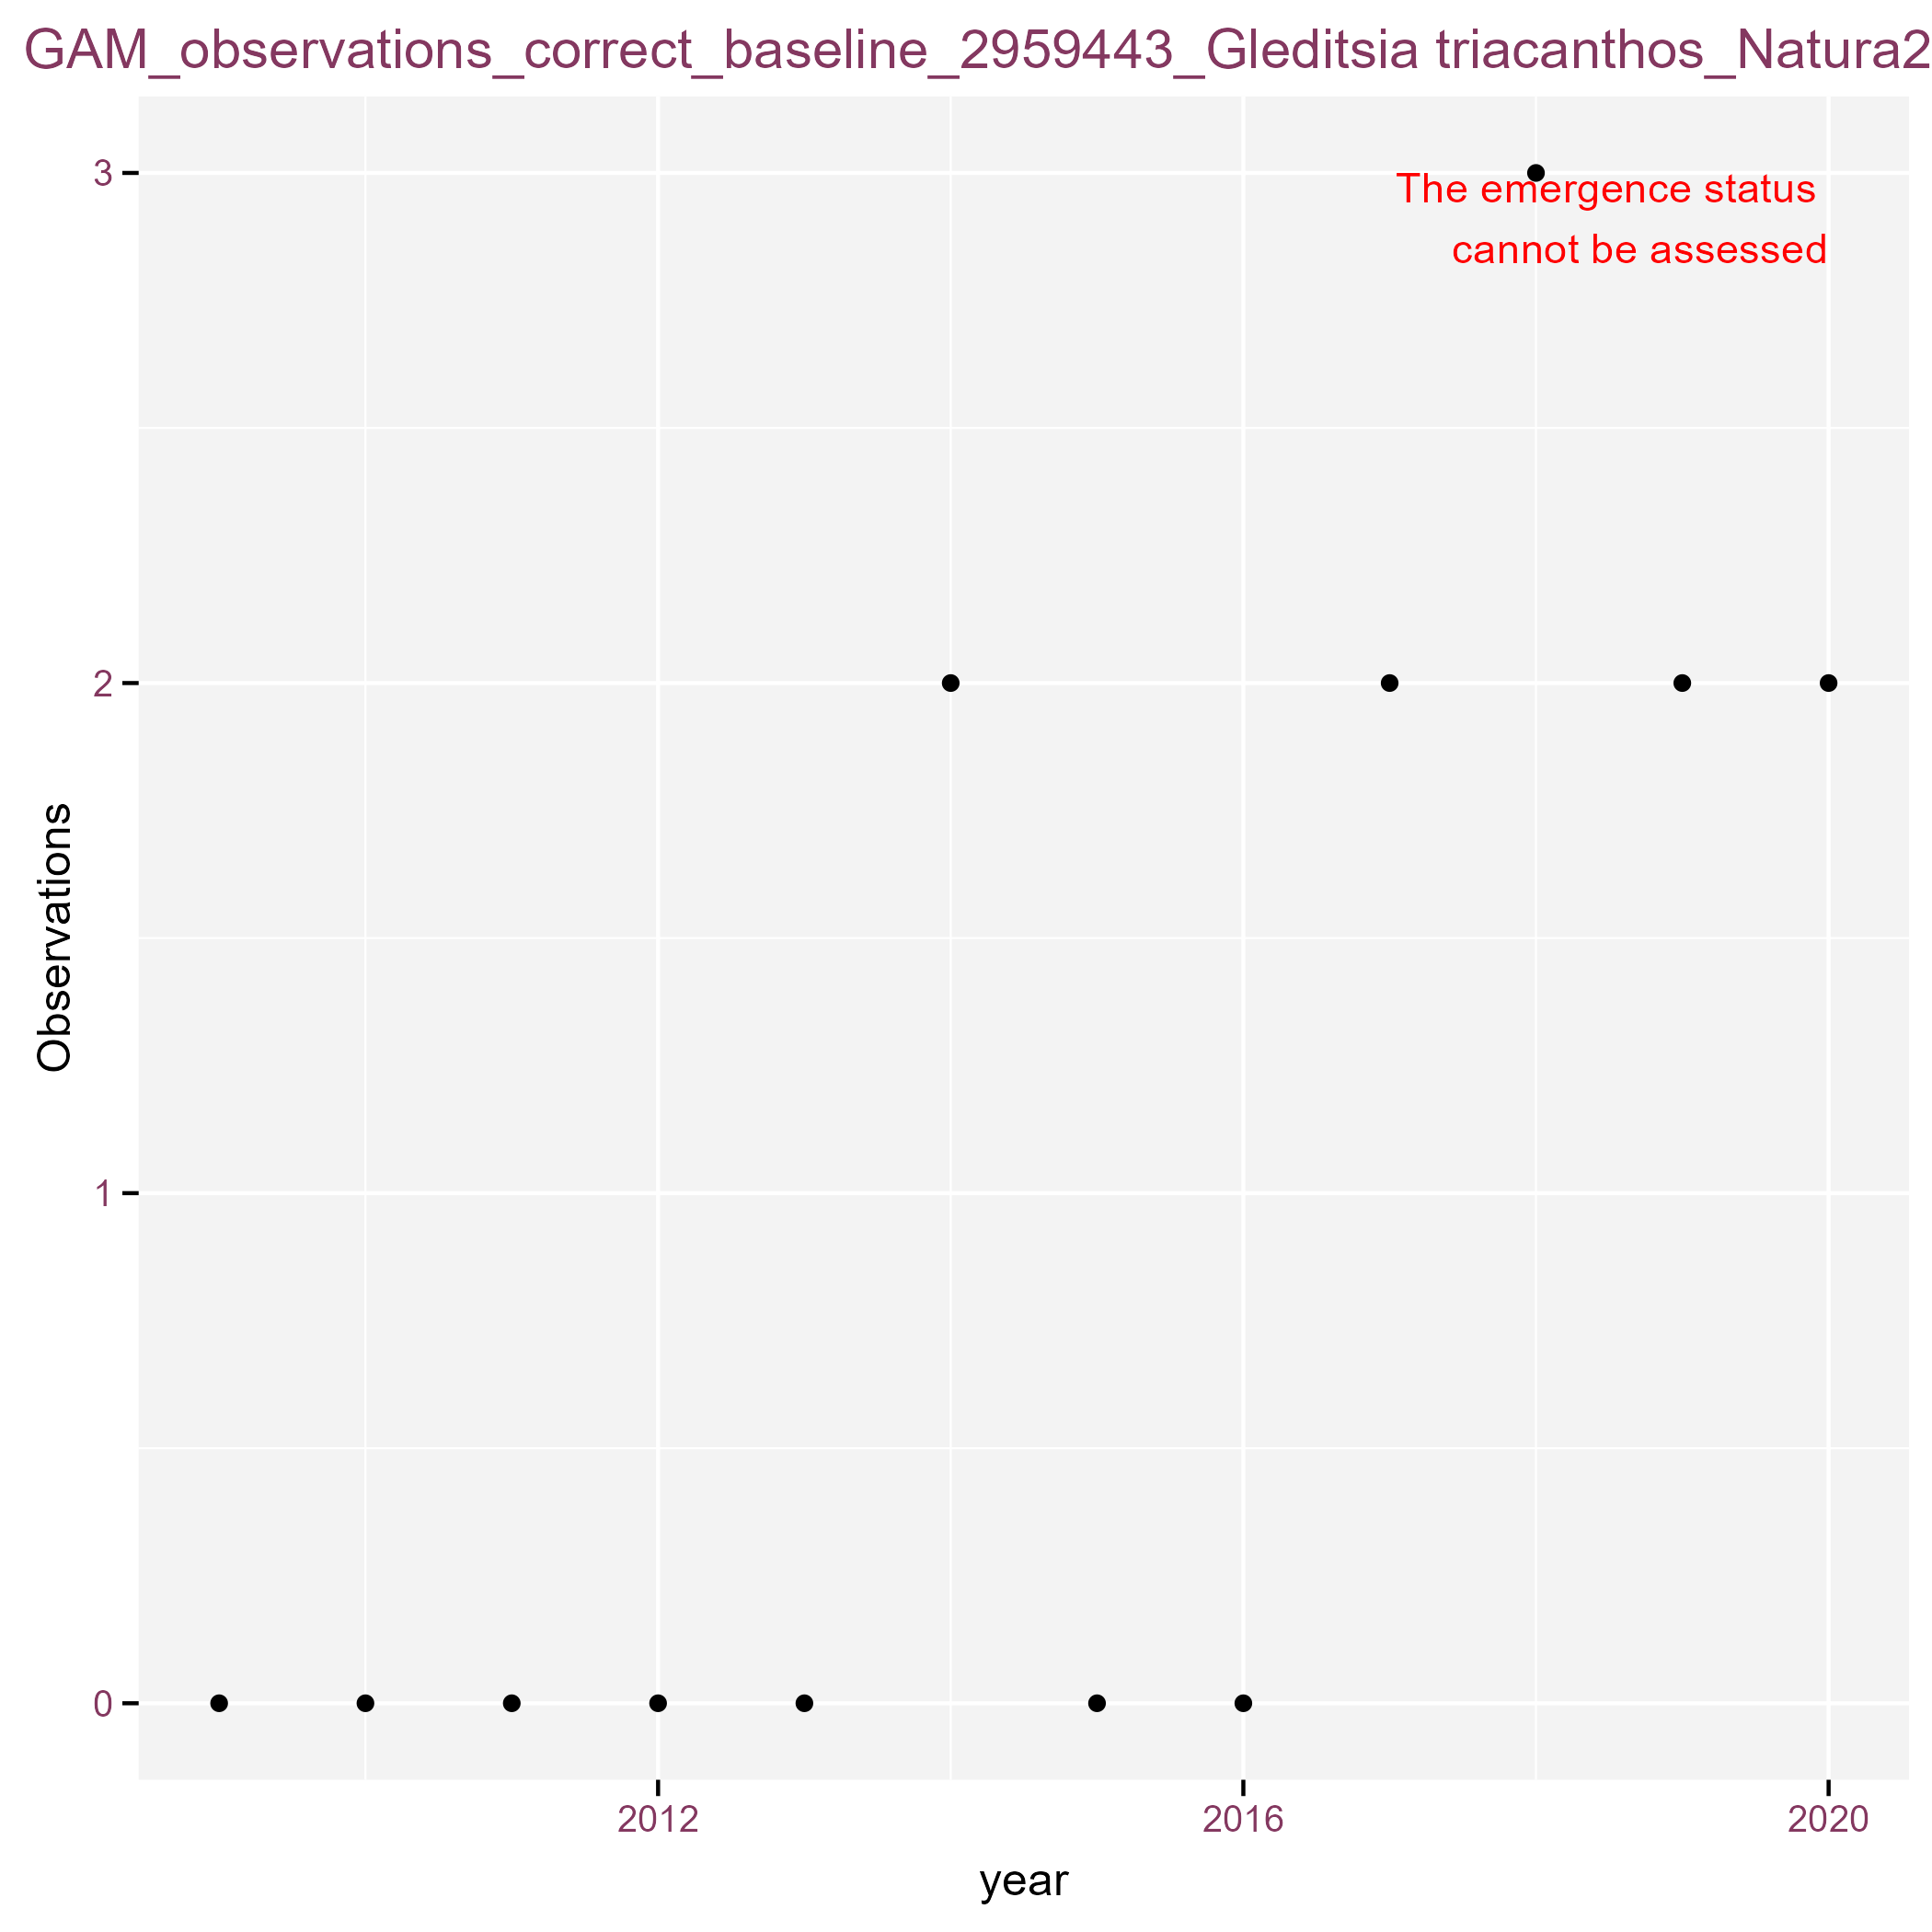 GAM_observations_correct_baseline_2959443_Gleditsia triacanthos_Natura2
3
The emergence status
cannot be assessed
2
Observations
1
0
2012 2016 2020
year